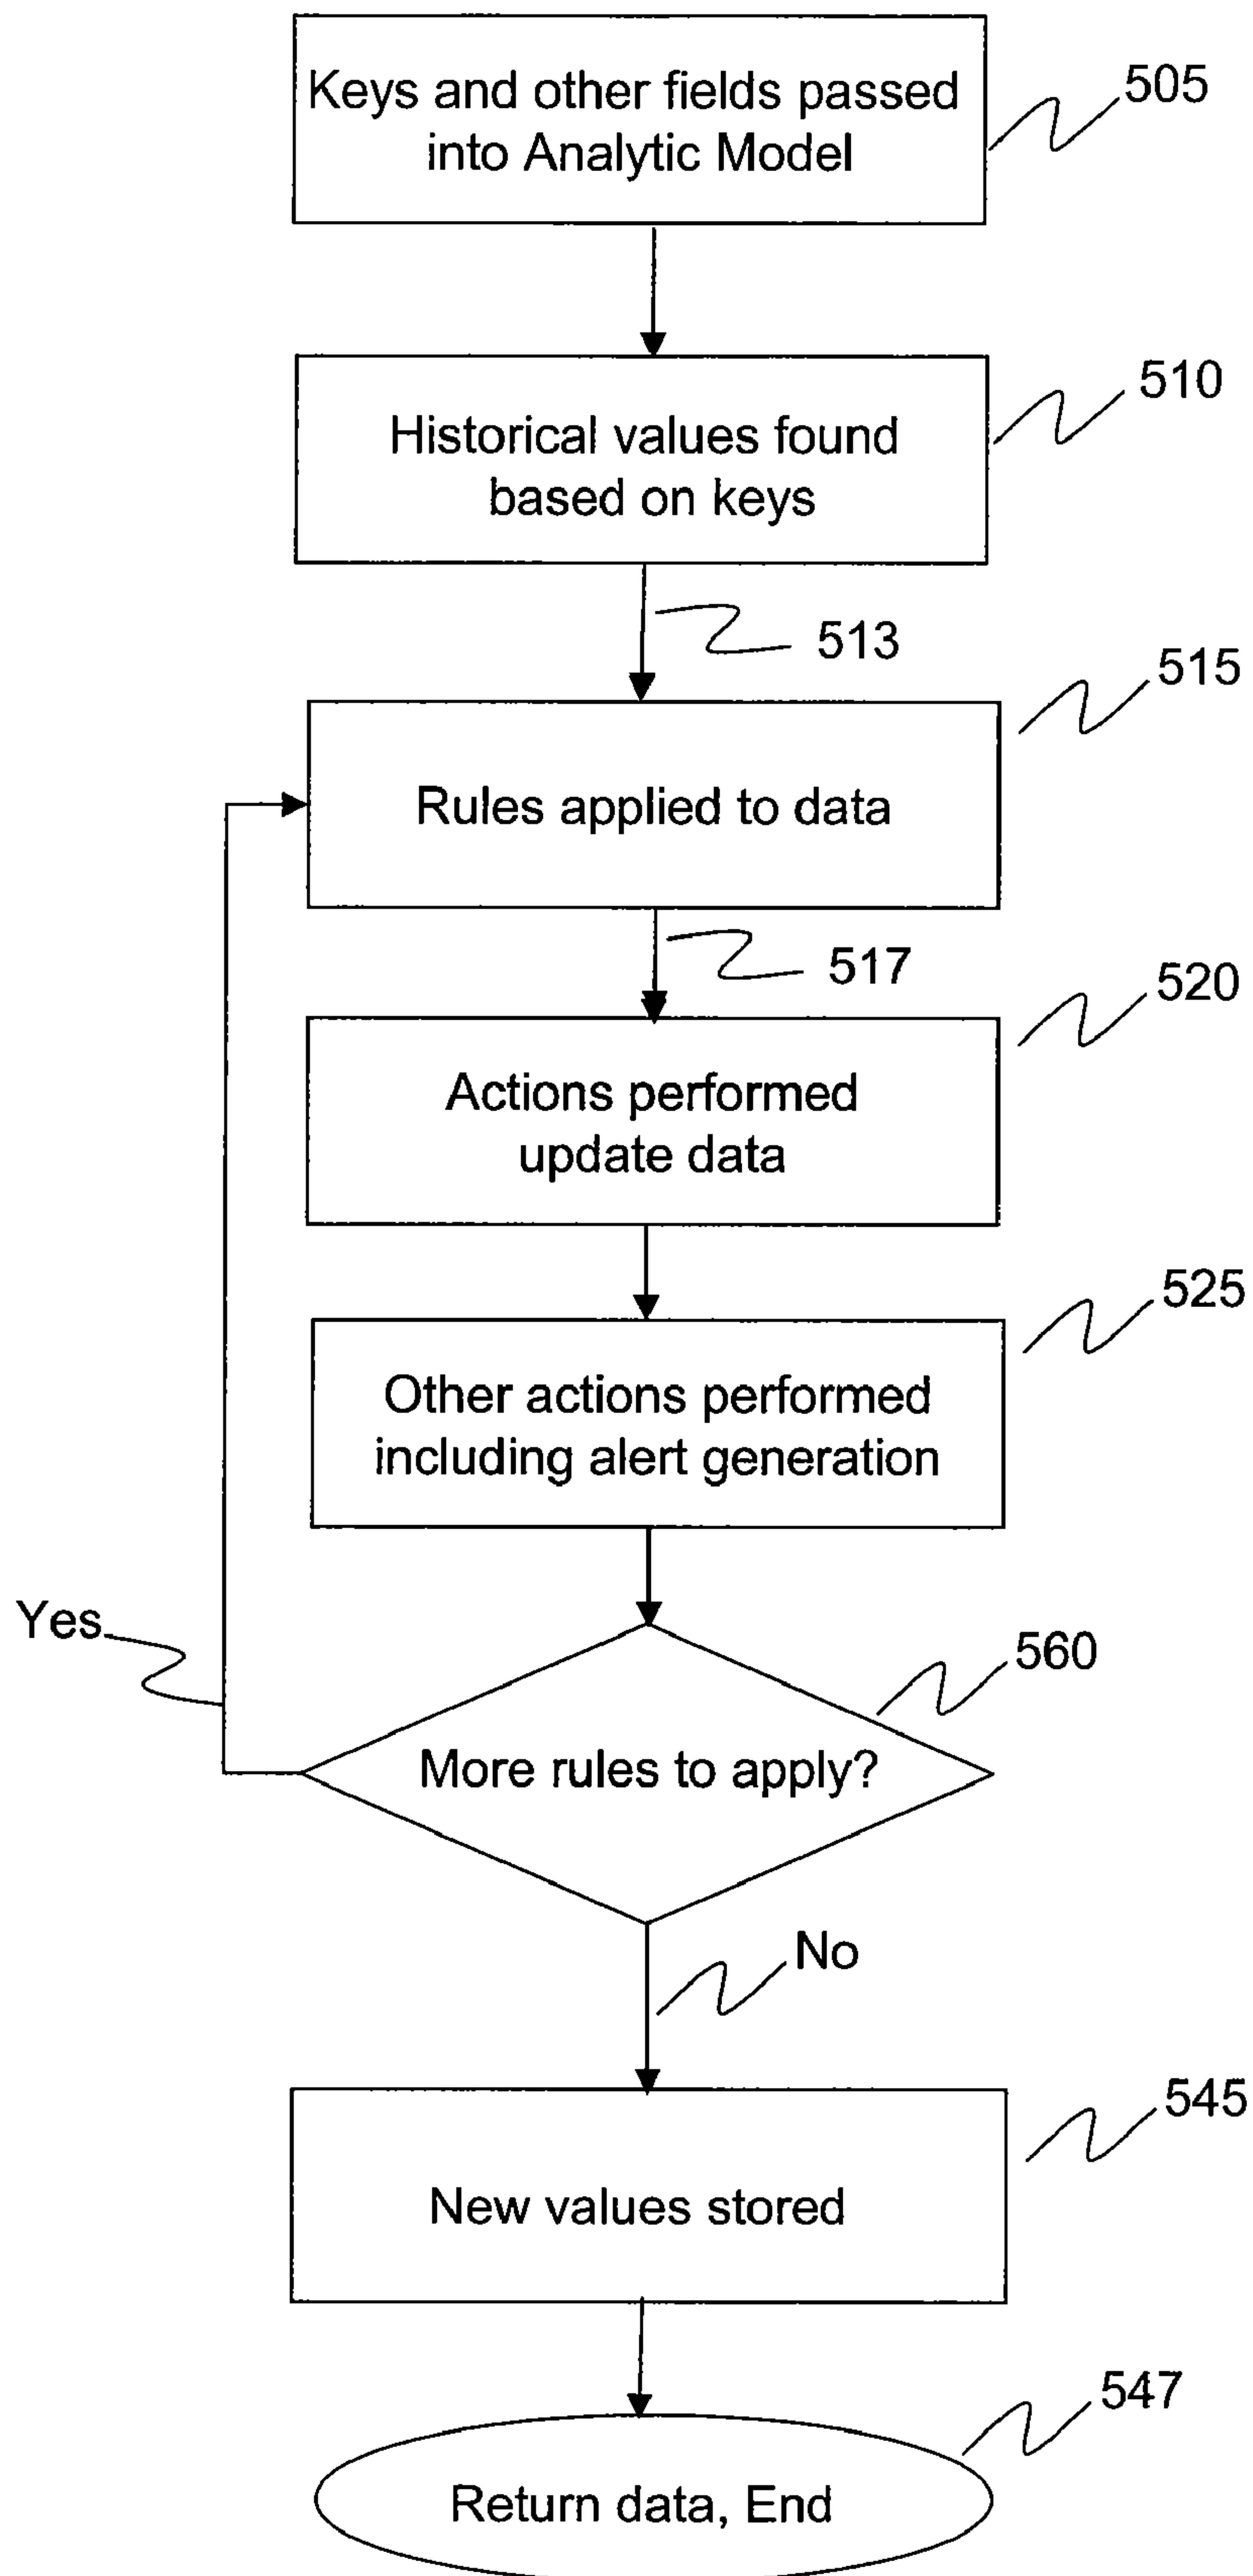 Keys and other fields passed
into Analytic Model
505
Historical values found
based on keys
510
513
515
Rules applied to data
517
520
Actions performed
update data
525
Other actions performed
including alert generation
Yes
560
More rules to apply?
No
545
New values stored
547
Return data, End